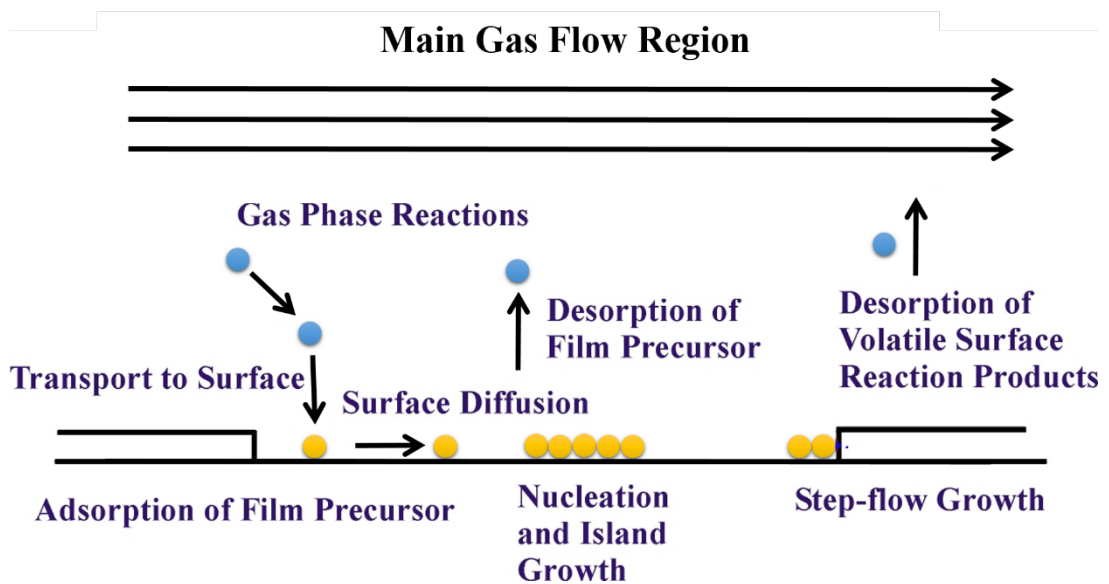 Main Gas Flow Region
Gas Phase Reactions
Desorption of
Film Precursor
Desorption of
Volatile Surface
Reaction Products
Transport to Surface
Surface Diffusion
Adsorption of Film Precursor
Nucleation
and Island
Growth
Step-flow Growth